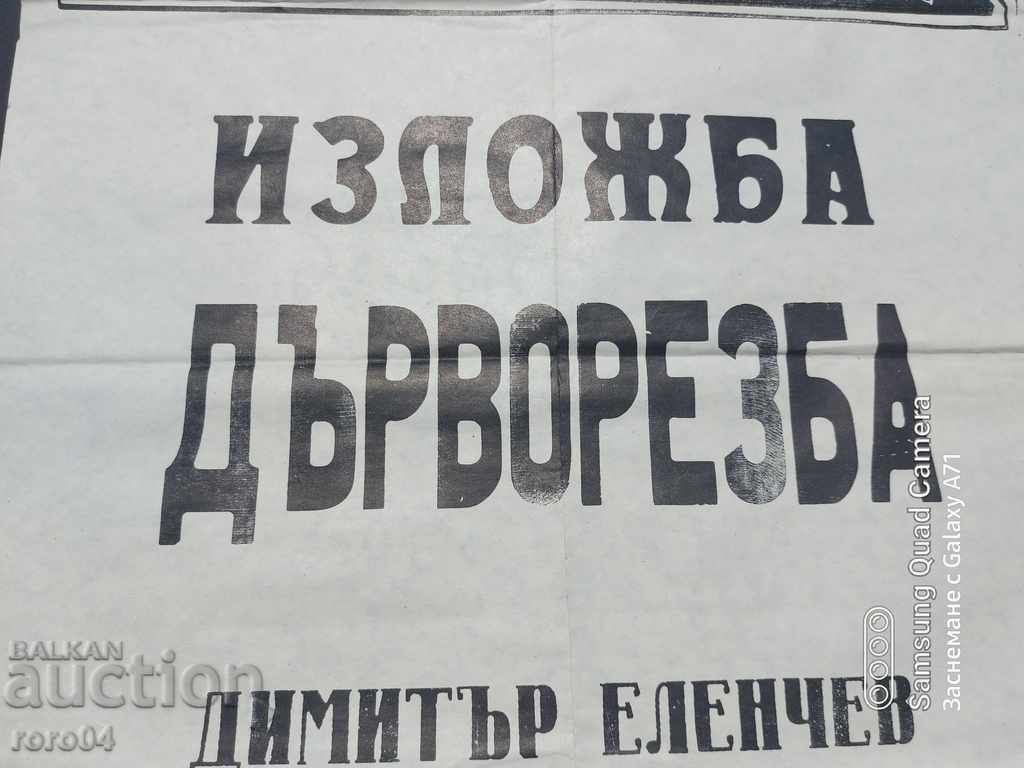 ИЗЛОЖБА
ДЪРВОРЕЗБА
ДИМИТЪР ЕЛЕНЧЕВ
BALKAN
auction
roro04
Samsung Quad Camera
Заснемане с Galaxy A71